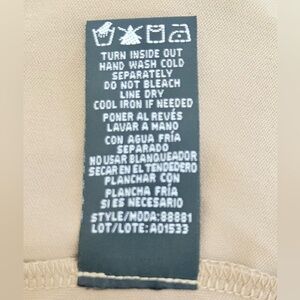 TURN INSIDE OUT
HAND WASH COLD
SEPARATELY
DO NOT BLEACH
LINE DRY
COOL IRON IF NEEDED
PONER AL REVÉS
LAVAR A MANO
CON AGUA FRÍA
SEPARADO
NO USAR BLANQUEADOR
SECAR EN EL TENDEDERO
PLANCHAR CON
PLANCHA FRÍA
SI ES NECESARIO
STYLE/MODA: 88881
LOT/LOTE: A01533